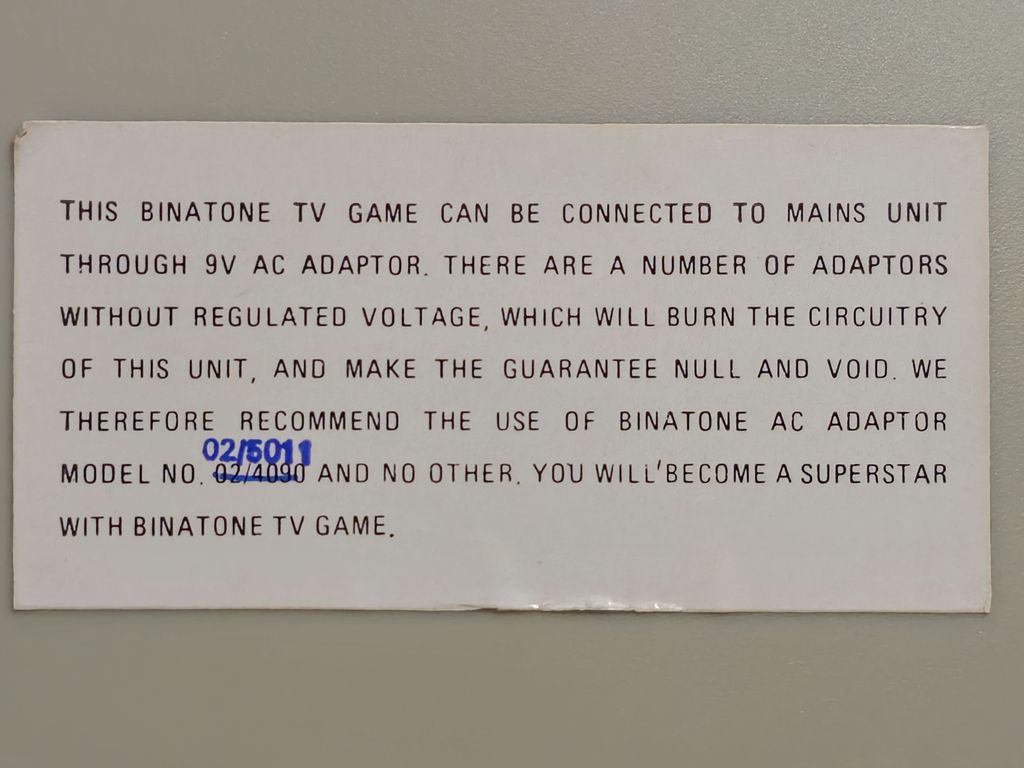 THIS BINATONE TV GAME CAN BE CONNECTED TO MAINS UNIT
THROUGH 9V AC ADAPTOR. THERE ARE A NUMBER OF ADAPTORS
WITHOUT REGULATED VOLTAGE, WHICH WILL BURN THE CIRCUITRY
OF THIS UNIT, AND MAKE THE GUARANTEE NULL AND VOID. WE
THEREFORE RECOMMEND THE USE OF BINATONE AC ADAPTOR
02/5011
MODEL NO. 02/4090 AND NO OTHER. YOU WILL'BECOME A SUPERSTAR
WITH BINATONE TV GAME.